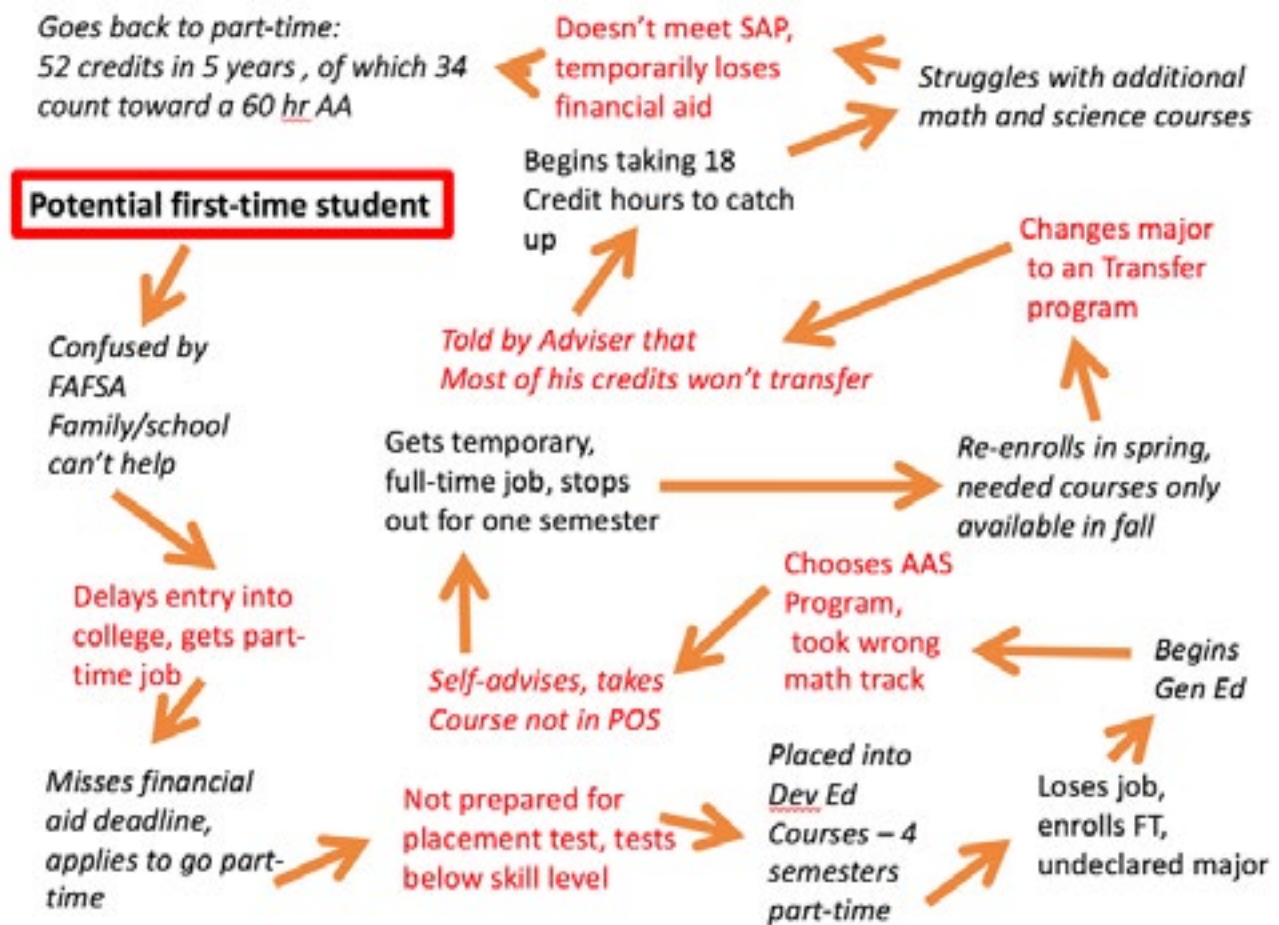 Goes back to part-time:
52 credits in 5 years , of which 34
count toward a 60 hr AA
Doesn't meet SAP,
temporarily loses
financial aid
Struggles with additional
math and science courses
Begins taking 18
Credit hours to catch
up
Potential first-time student
Changes major
to an Transfer
program
Told by Adviser that
Most of his credits won't transfer
Confused by
FAFSA
Family/school
can't help
Gets temporary,
full-time job, stops
out for one semester
Re-enrolls in spring,
needed courses only
available in fall
Delays entry into
college, gets part-
time job
Chooses AAS
Program,
took wrong
math track
Self-advises, takes
Course not in POS
Begins
Gen Ed
Misses financial
aid deadline,
applies to go part-
time
Not prepared for
placement test, tests
below skill level
Placed into
Dev Ed
Courses – 4
semesters
part-time
Loses job,
enrolls FT,
undeclared major